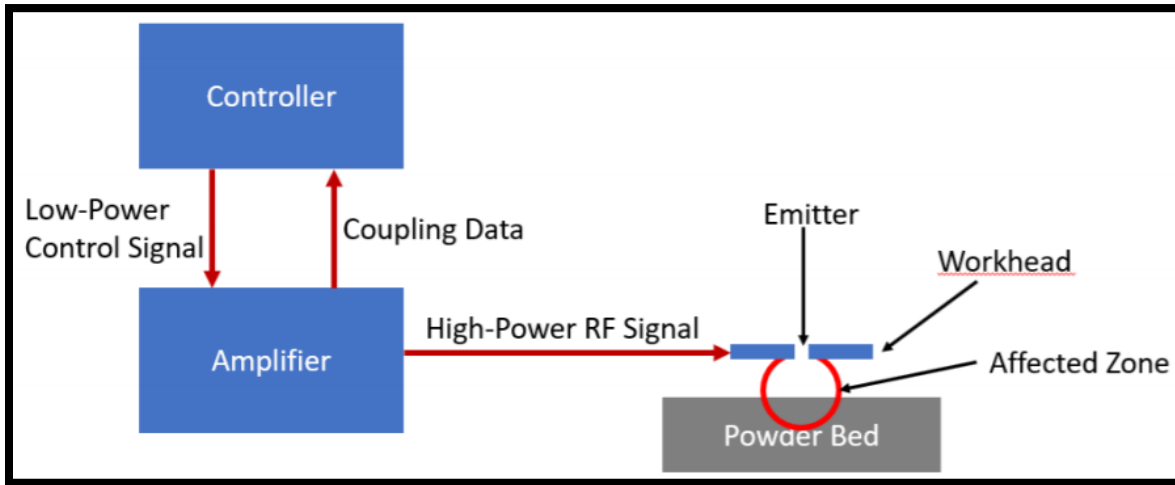 Controller
Low-Power
Control Signal
Coupling Data
Emitter
Workhead
High-Power RF Signal
Amplifier
Affected Zone
Powder Bed